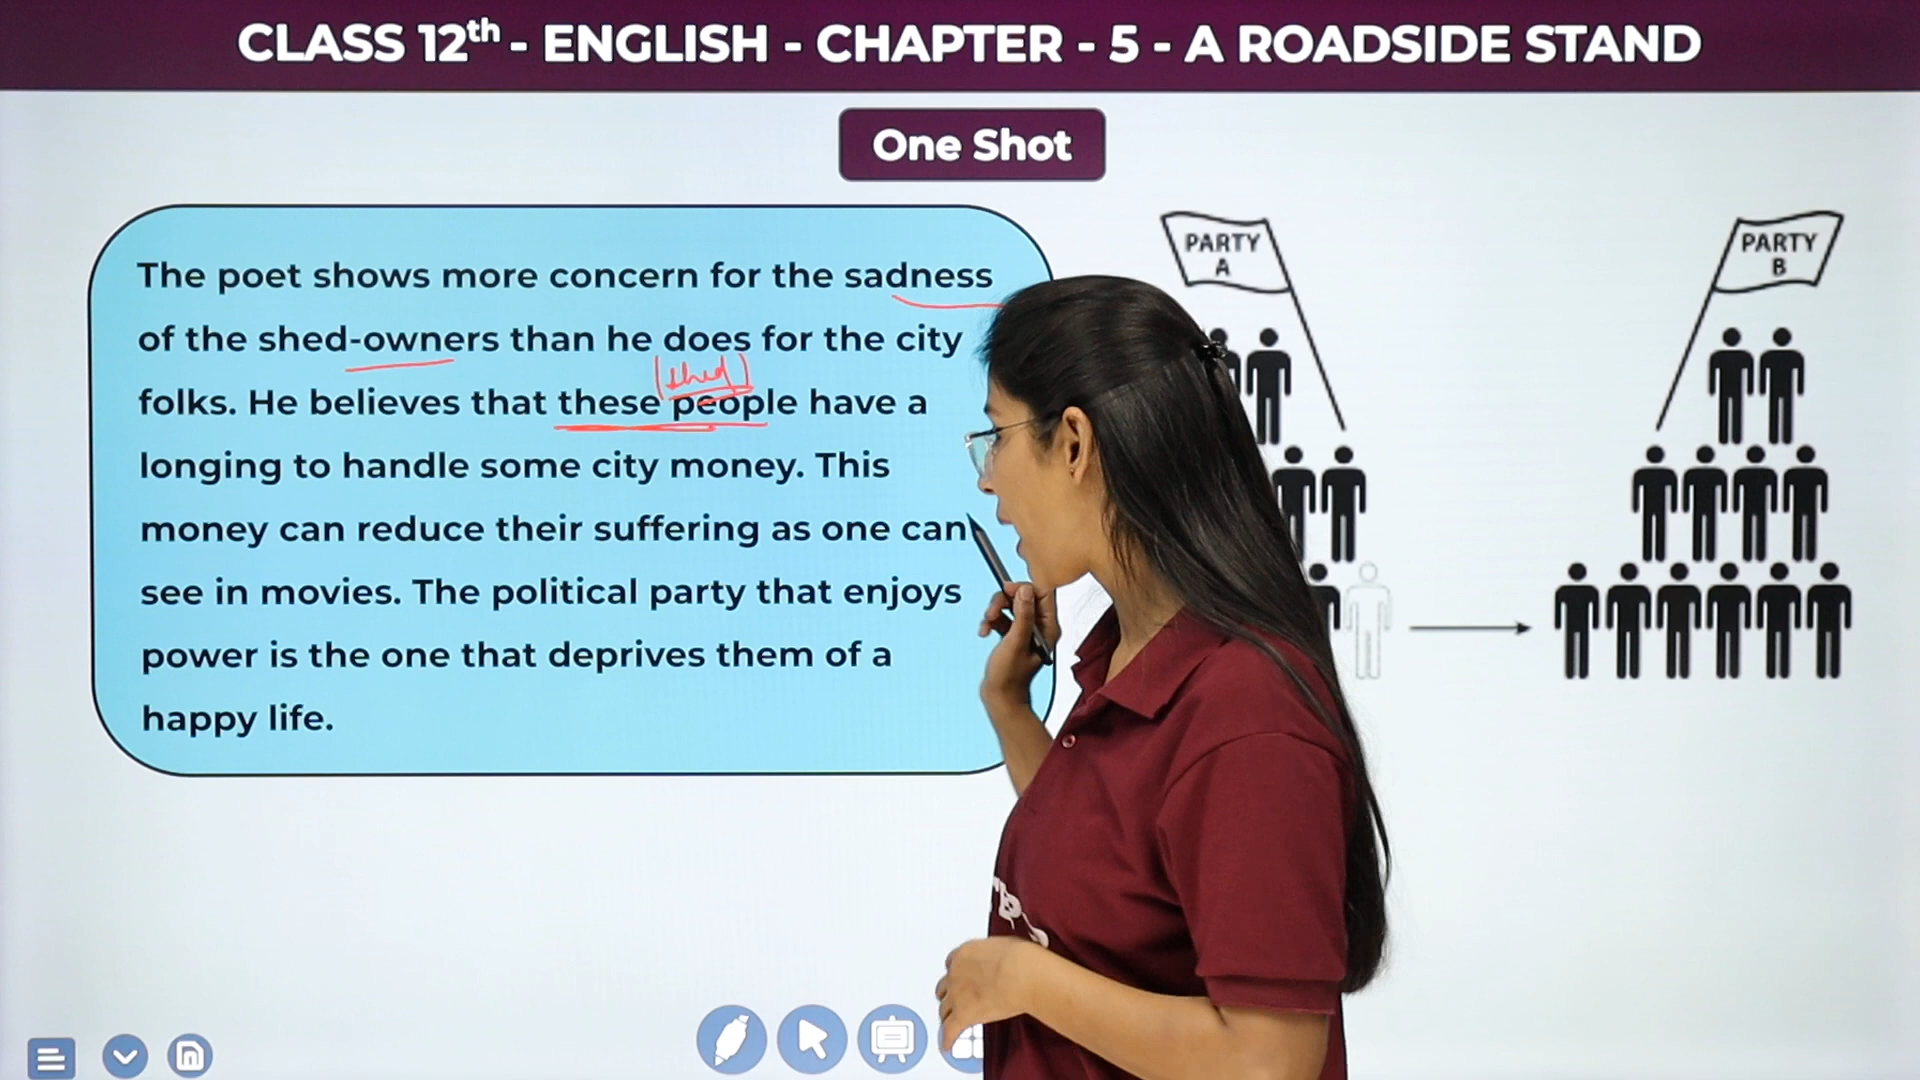 CLASS 12th - ENGLISH - CHAPTER - 5 - A ROADSIDE STAND
One Shot
The poet shows more concern for the sadness
of the shed-owners than he does for the city
(shed)
folks. He believes that these people have a
longing to handle some city money. This
money can reduce their suffering as one can
see in movies. The political party that enjoys
power is the one that deprives them of a
happy life.
PARTY
A
PARTY
B